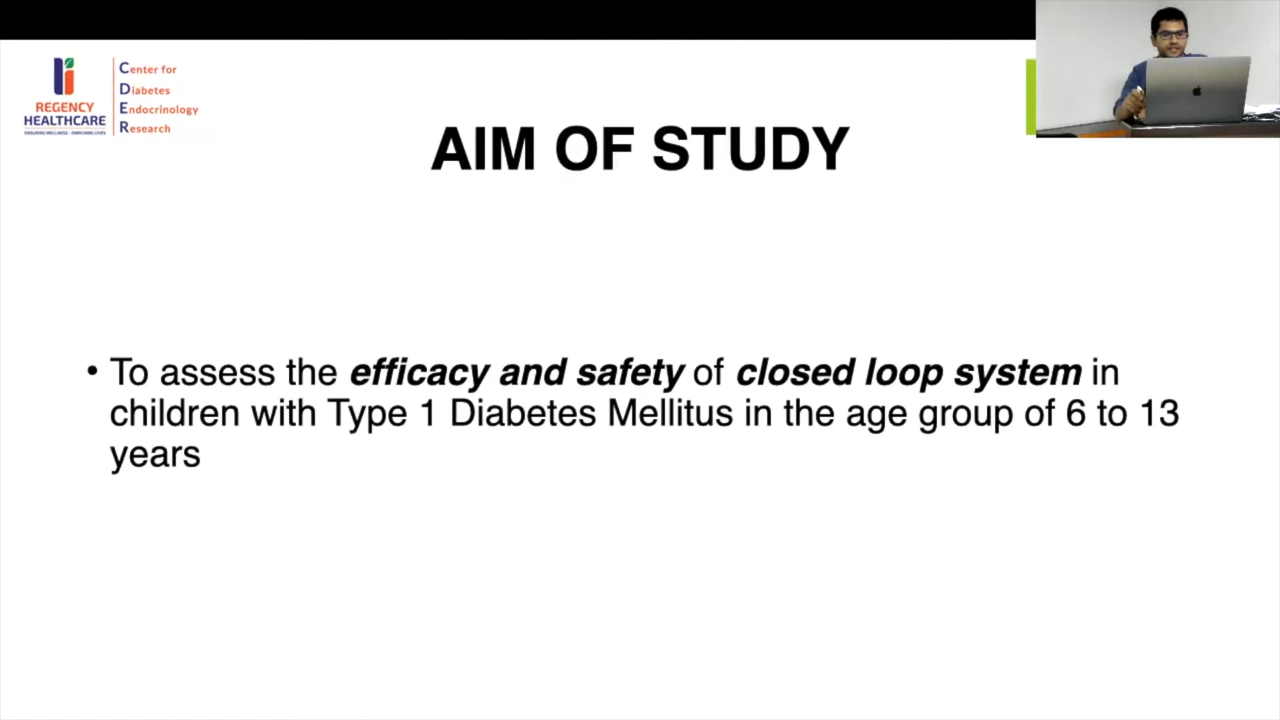 REGENCY
HEALTHCARE
ENSURING WELLNESS · ENRICHING LIVES
Center for
Diabetes
Endocrinology
Research
AIM OF STUDY
• To assess the efficacy and safety of closed loop system in
children with Type 1 Diabetes Mellitus in the age group of 6 to 13
years